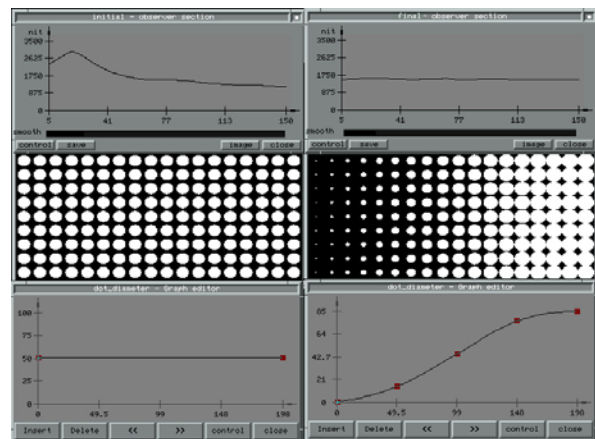 initial - observer section
nit
3500
2625
1750
875
0
5 41 77 113 150
smooth
control save image close
final- observer section
nit
3500
2625
1750
875
0
5 41 77 113 150
smooth
control save image close
dot_diameter - Graph editor
100
75
50
25
0
0 49.5 99 148 198
Insert Delete << >> control close
dot_diameter - Graph editor
85
64
42.7
21
0
0 49.5 99 148 198
Insert Delete << >> control close